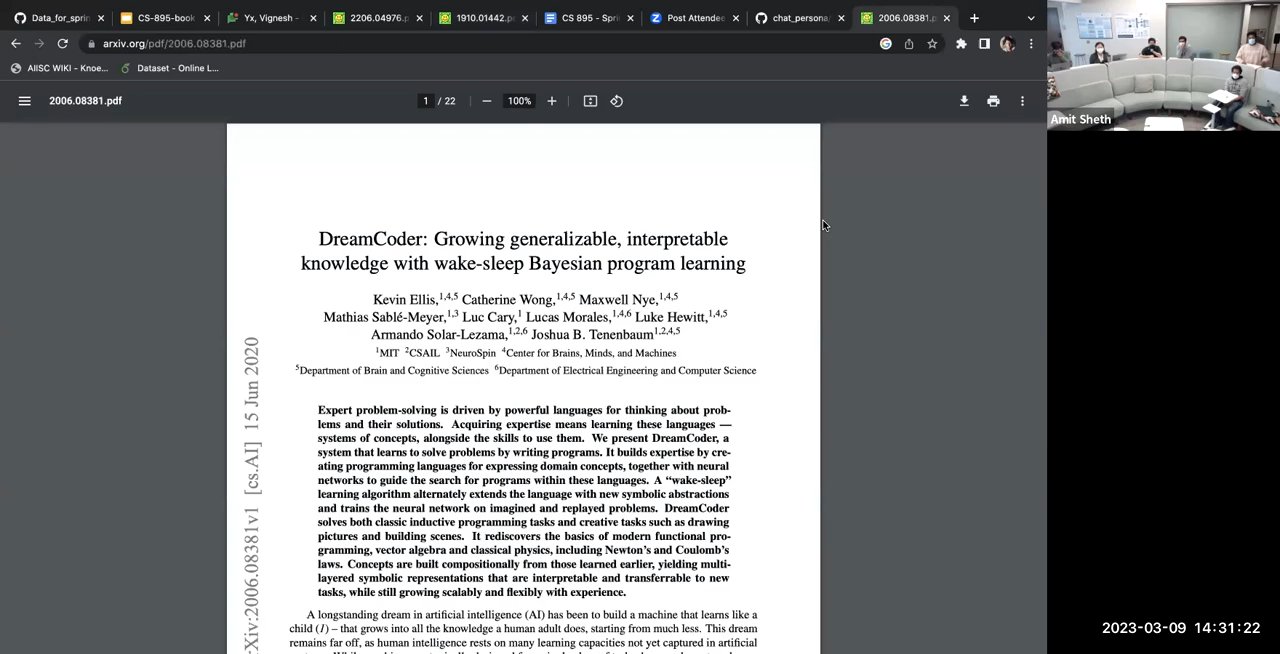 Data_for_sprin
CS-895-book
Yx, Vignesh -
2206.04976.p
1910.01442.p
CS 895 - Spri
Post Attendee
chat_persona
2006.08381.p
arxiv.org/pdf/2006.08381.pdf
AIISC WIKI - Knoe...
Dataset - Online L...
2006.08381.pdf
1 / 22
100%
DreamCoder: Growing generalizable, interpretable
knowledge with wake-sleep Bayesian program learning
Kevin Ellis,1,4,5 Catherine Wong,1,4,5 Maxwell Nye,1,4,5
Mathias Sablé-Meyer,1,3 Luc Cary,1 Lucas Morales,1,4,6 Luke Hewitt,1,4,5
Armando Solar-Lezama,1,2,6 Joshua B. Tenenbaum1,2,4,5
1MIT 2CSAIL 3NeuroSpin 4Center for Brains, Minds, and Machines
5Department of Brain and Cognitive Sciences 6Department of Electrical Engineering and Computer Science
Expert problem-solving is driven by powerful languages for thinking about prob-
lems and their solutions. Acquiring expertise means learning these languages —
systems of concepts, alongside the skills to use them. We present DreamCoder, a
system that learns to solve problems by writing programs. It builds expertise by cre-
ating programming languages for expressing domain concepts, together with neural
networks to guide the search for programs within these languages. A “wake-sleep”
learning algorithm alternately extends the language with new symbolic abstractions
and trains the neural network on imagined and replayed problems. DreamCoder
solves both classic inductive programming tasks and creative tasks such as drawing
pictures and building scenes. It rediscovers the basics of modern functional pro-
gramming, vector algebra and classical physics, including Newton’s and Coulomb’s
laws. Concepts are built compositionally from those learned earlier, yielding multi-
layered symbolic representations that are interpretable and transferrable to new
tasks, while still growing scalably and flexibly with experience.
A longstanding dream in artificial intelligence (AI) has been to build a machine that learns like a
child (1) – that grows into all the knowledge a human adult does, starting from much less. This dream
remains far off, as human intelligence rests on many learning capacities not yet captured in artificial
Xiv:2006.08381v1 [cs.AI] 15 Jun 2020
Amit Sheth
2023-03-09 14:31:22